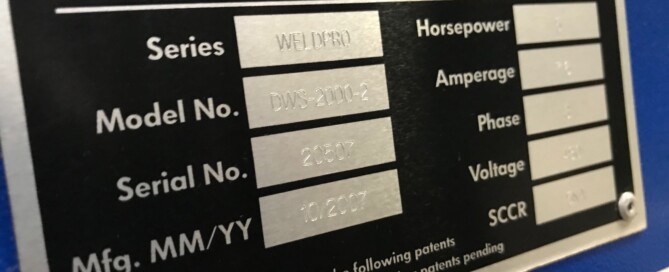 Series WELDPRO
Model No. DWS-2000-2
Serial No. 20507
Mfg. MM/YY 10/2007
Horsepower
Amperage
Phase
Voltage
SCCR
following patents
patents pending